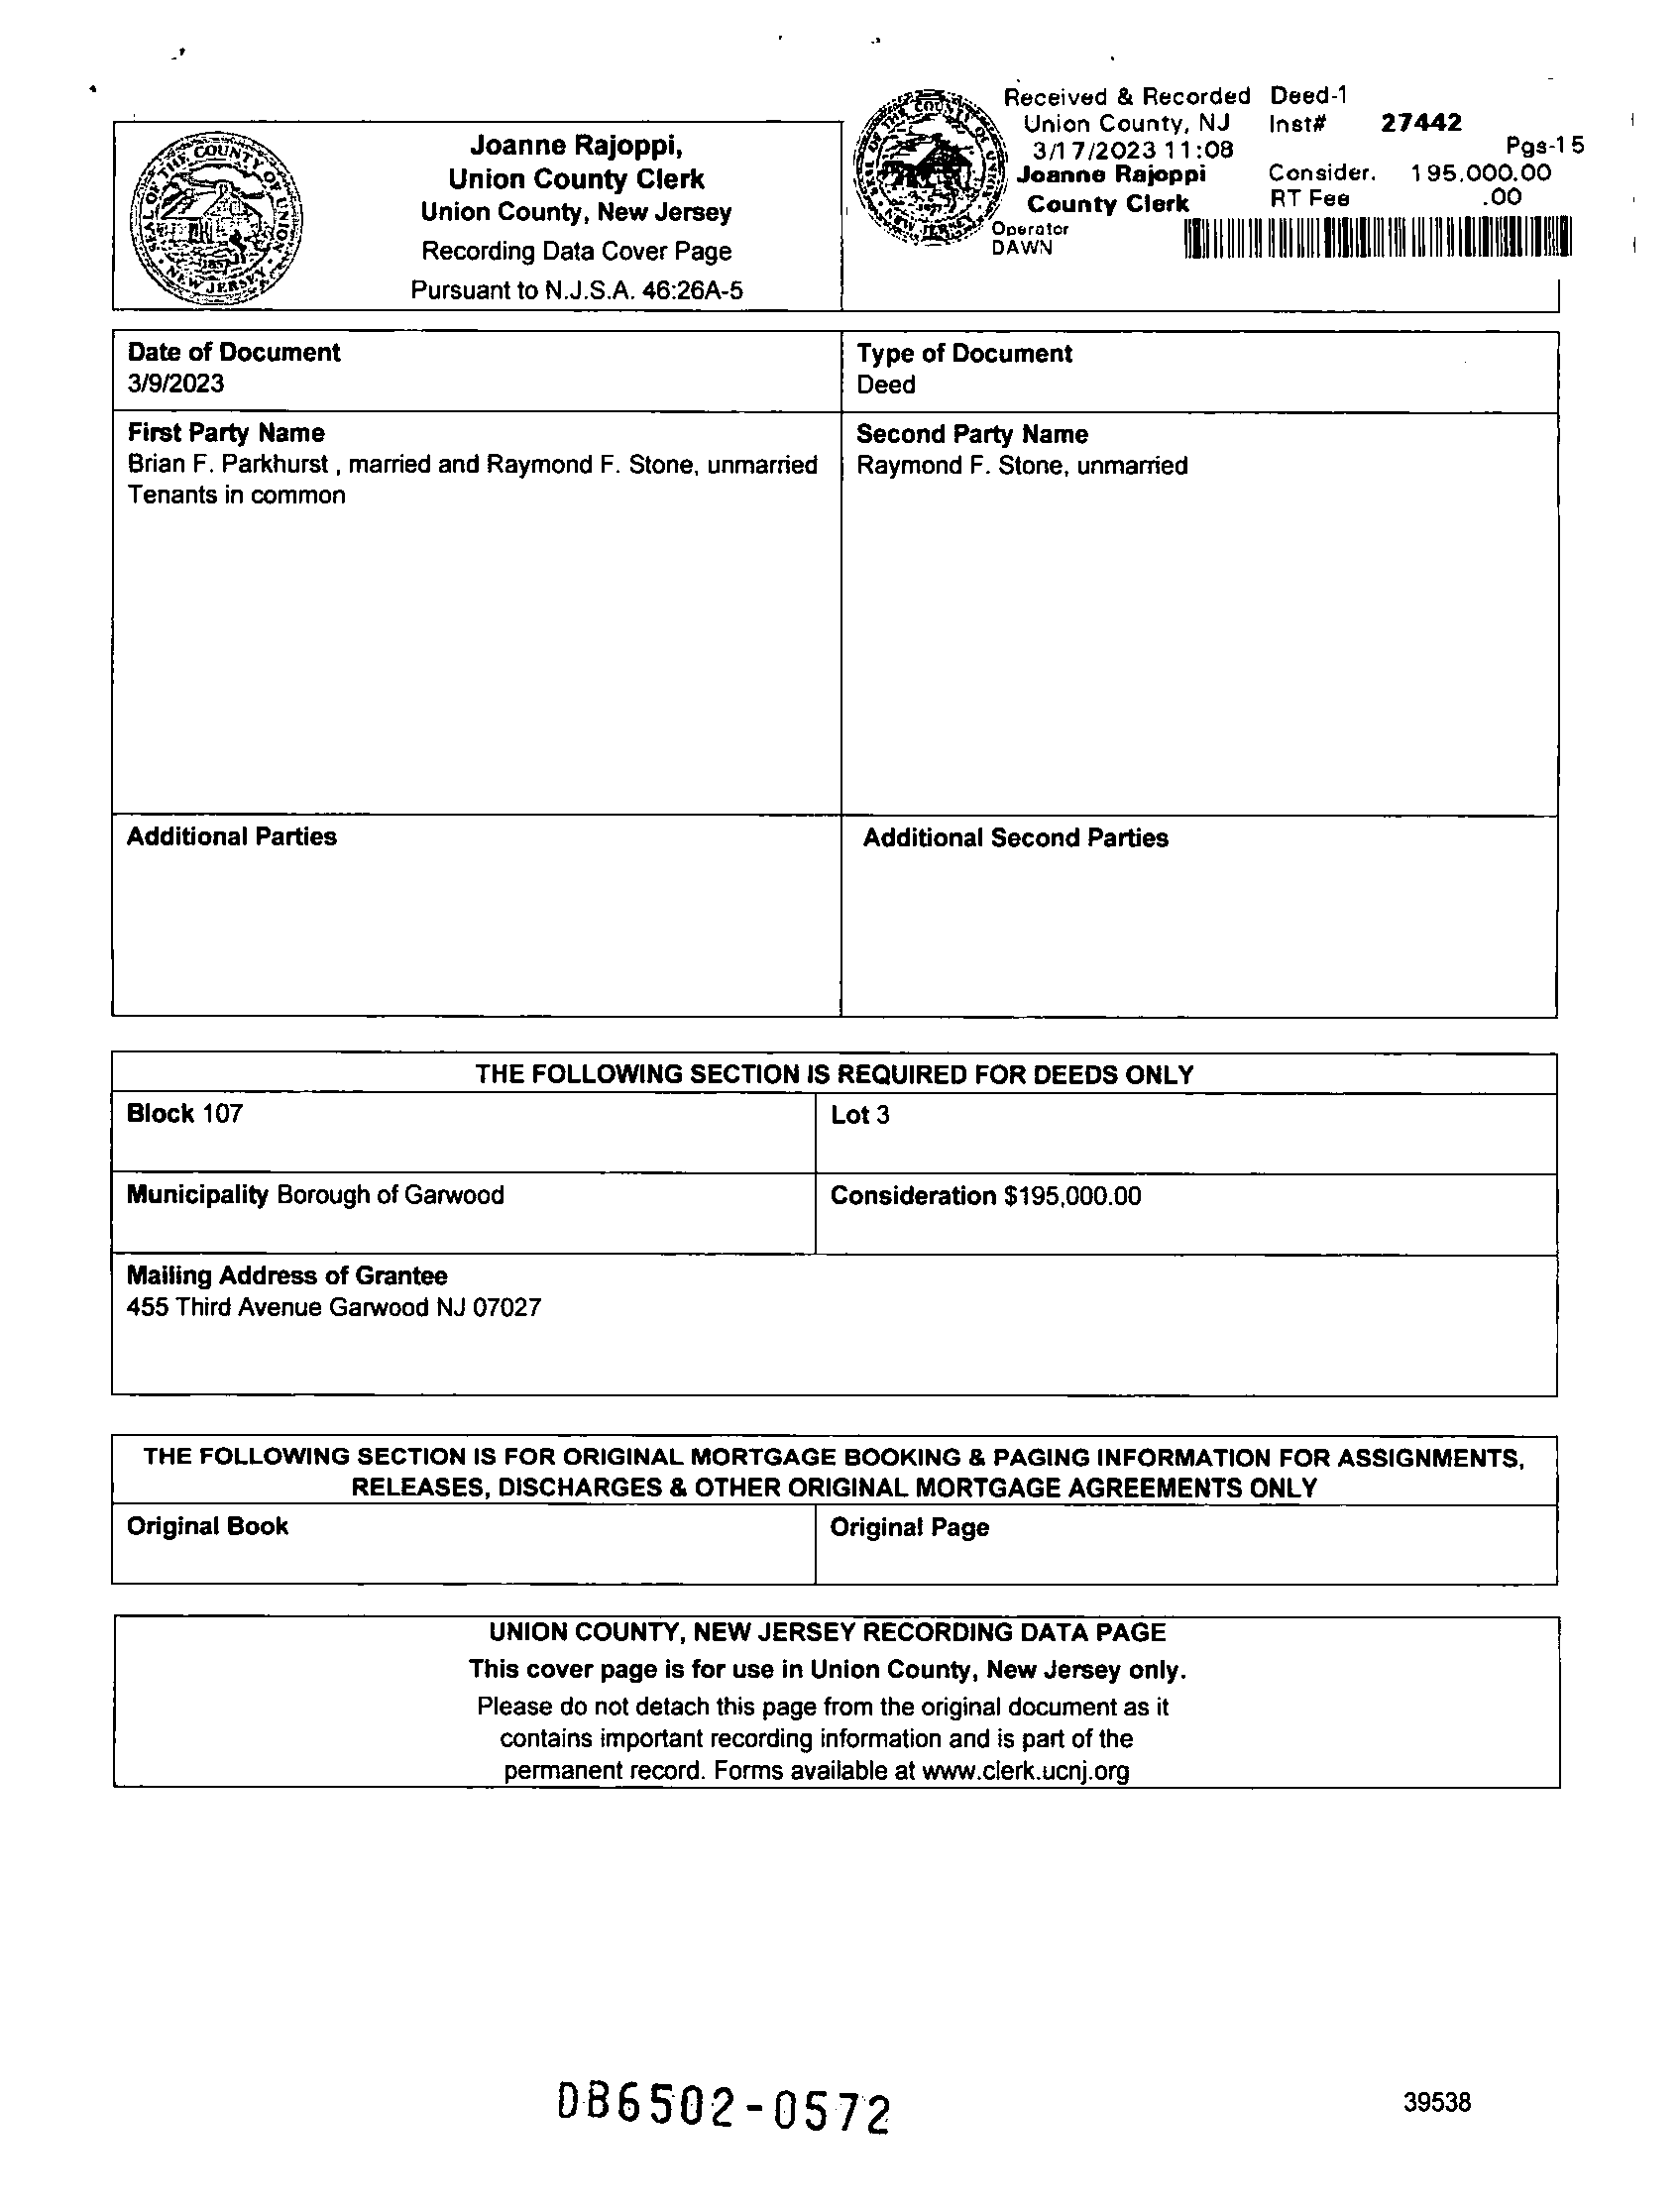 Joanne Rajoppi,
Union County Clerk
Union County, New Jersey
Recording Data Cover Page
Pursuant to N.J.S.A. 46:26A-5
SEAL OF THE COUNTY OF UNION
NEW JERSEY
1857
Received & Recorded Deed-1
Union County, NJ Inst# 27442
3/17/2023 11:08 Pgs-15
Joanne Rajoppi Consider. 195,000.00
County Clerk RT Fee .00
Operator
DAWN
Date of Document
3/9/2023
Type of Document
Deed
First Party Name
Brian F. Parkhurst , married and Raymond F. Stone, unmarried
Tenants in common
Second Party Name
Raymond F. Stone, unmarried
Additional Parties
Additional Second Parties
THE FOLLOWING SECTION IS REQUIRED FOR DEEDS ONLY
Block 107
Lot 3
Municipality Borough of Garwood
Consideration $195,000.00
Mailing Address of Grantee
455 Third Avenue Garwood NJ 07027
THE FOLLOWING SECTION IS FOR ORIGINAL MORTGAGE BOOKING & PAGING INFORMATION FOR ASSIGNMENTS,
RELEASES, DISCHARGES & OTHER ORIGINAL MORTGAGE AGREEMENTS ONLY
Original Book
Original Page
UNION COUNTY, NEW JERSEY RECORDING DATA PAGE
This cover page is for use in Union County, New Jersey only.
Please do not detach this page from the original document as it
contains important recording information and is part of the
permanent record. Forms available at www.clerk.ucnj.org
DB6502-0572
39538